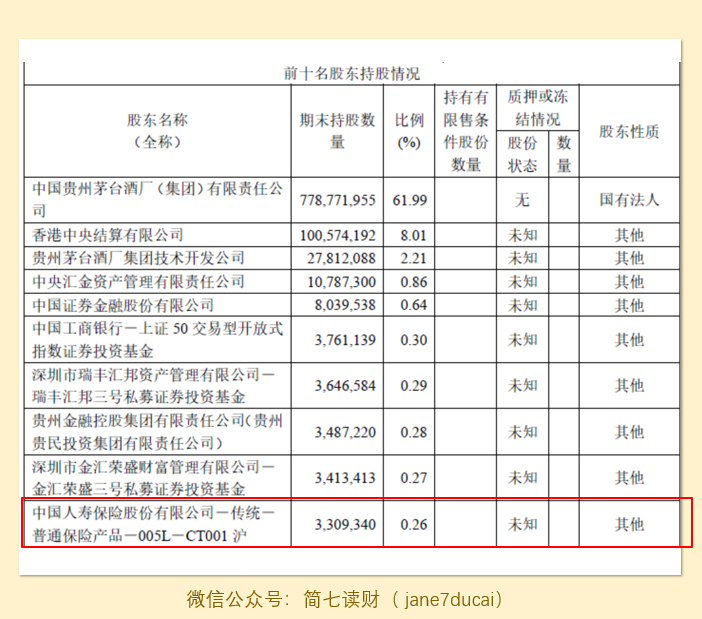 前十名股东持股情况
股东名称
（全称）
期末持股数
量
比例
(%)
持有有
限售条
件股份
数量
质押或冻
结情况
股份
状态
数
量
股东性质
中国贵州茅台酒厂（集团）有限责任公
司
778,771,955 61.99 无 国有法人
香港中央结算有限公司 100,574,192 8.01 未知 其他
贵州茅台酒厂集团技术开发公司 27,812,088 2.21 未知 其他
中央汇金资产管理有限责任公司 10,787,300 0.86 未知 其他
中国证券金融股份有限公司 8,039,538 0.64 未知 其他
中国工商银行－上证 50 交易型开放式
指数证券投资基金
3,761,139 0.30 未知 其他
深圳市瑞丰汇邦资产管理有限公司－
瑞丰汇邦三号私募证券投资基金
3,646,584 0.29 未知 其他
贵州金融控股集团有限责任公司（贵州
贵民投资集团有限责任公司）
3,487,220 0.28 未知 其他
深圳市金汇荣盛财富管理有限公司－
金汇荣盛三号私募证券投资基金
3,413,413 0.27 未知 其他
中国人寿保险股份有限公司－传统－
普通保险产品－005L－CT001 沪
3,309,340 0.26 未知 其他
微信公众号：简七读财（ jane7ducai）